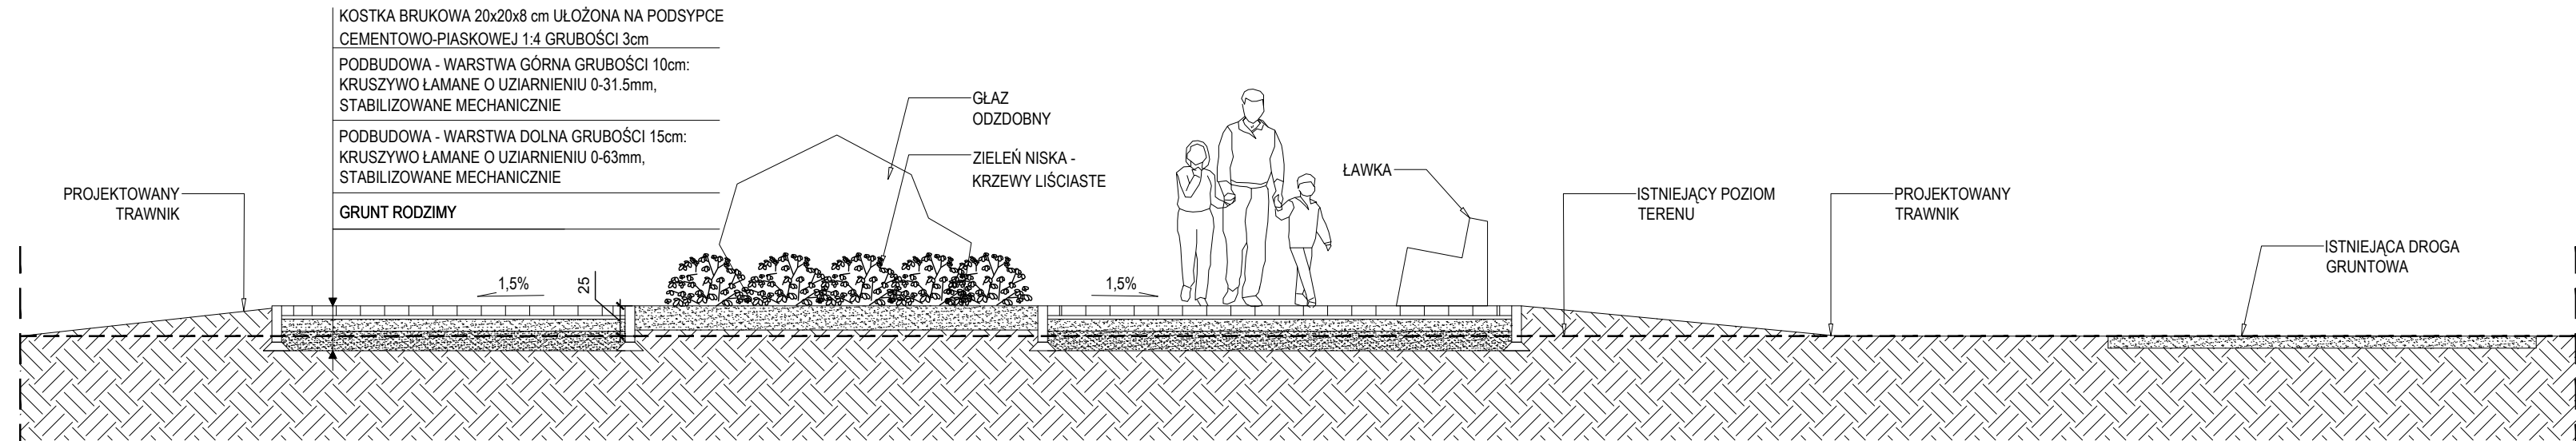 KOSTKA BRUKOWA 20x20x8 cm UŁOŻONA NA PODSYPCE
CEMENTOWO-PIASKOWEJ 1:4 GRUBOŚCI 3cm
PODBUDOWA - WARSTWA GÓRNA GRUBOŚCI 10cm:
KRUSZYWO ŁAMANE O UZIARNIENIU 0-31.5mm,
STABILIZOWANE MECHANICZNIE
PODBUDOWA - WARSTWA DOLNA GRUBOŚCI 15cm:
KRUSZYWO ŁAMANE O UZIARNIENIU 0-63mm,
STABILIZOWANE MECHANICZNIE
GRUNT RODZIMY
PROJEKTOWANY
TRAWNIK
GŁAZ
ODZDOBNY
ZIELEŃ NISKA -
KRZEWY LIŚCIASTE
ŁAWKA
ISTNIEJĄCY POZIOM
TERENU
PROJEKTOWANY
TRAWNIK
ISTNIEJĄCA DROGA
GRUNTOWA
1,5%
25
1,5%